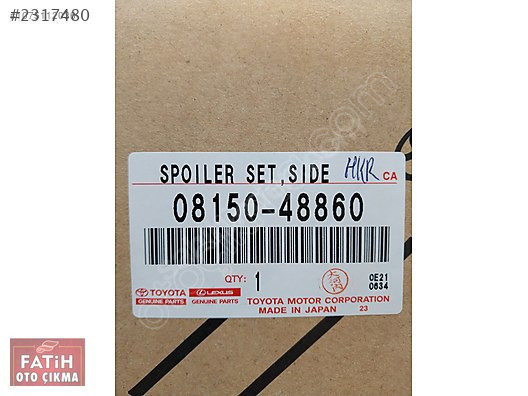 #2317480
SPOILER SET,SIDE HKR CA
08150-48860
QTY: 1
0E21
0634
TOYOTA LEXUS
GENUINE PARTS GENUINE PARTS
TOYOTA MOTOR CORPORATION
MADE IN JAPAN 23
FATİH
OTO ÇIKMA